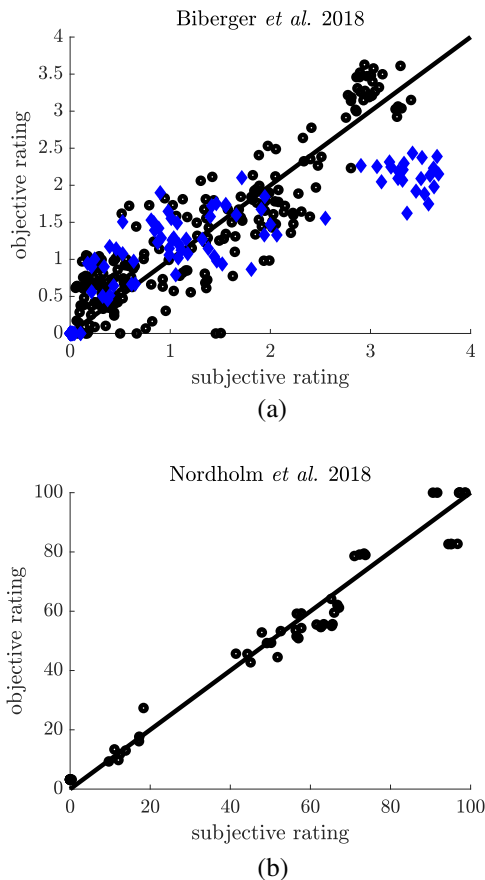 Biberger et al. 2018
4
3.5
3
2.5
2
1.5
1
0.5
0
0 1 2 3 4
objective rating
subjective rating
(a)
Nordholm et al. 2018
100
80
60
40
20
0
0 20 40 60 80 100
objective rating
subjective rating
(b)